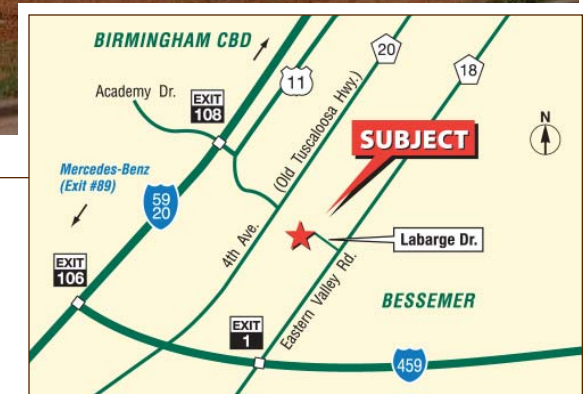 BIRMINGHAM CBD
20
11
18
Academy Dr.
EXIT
108
(Old Tuscaloosa Hwy.)
N
SUBJECT
Mercedes-Benz
(Exit #89)
59
20
4th Ave.
Labarge Dr.
EXIT
106
Eastern Valley Rd.
BESSEMER
EXIT
1
459